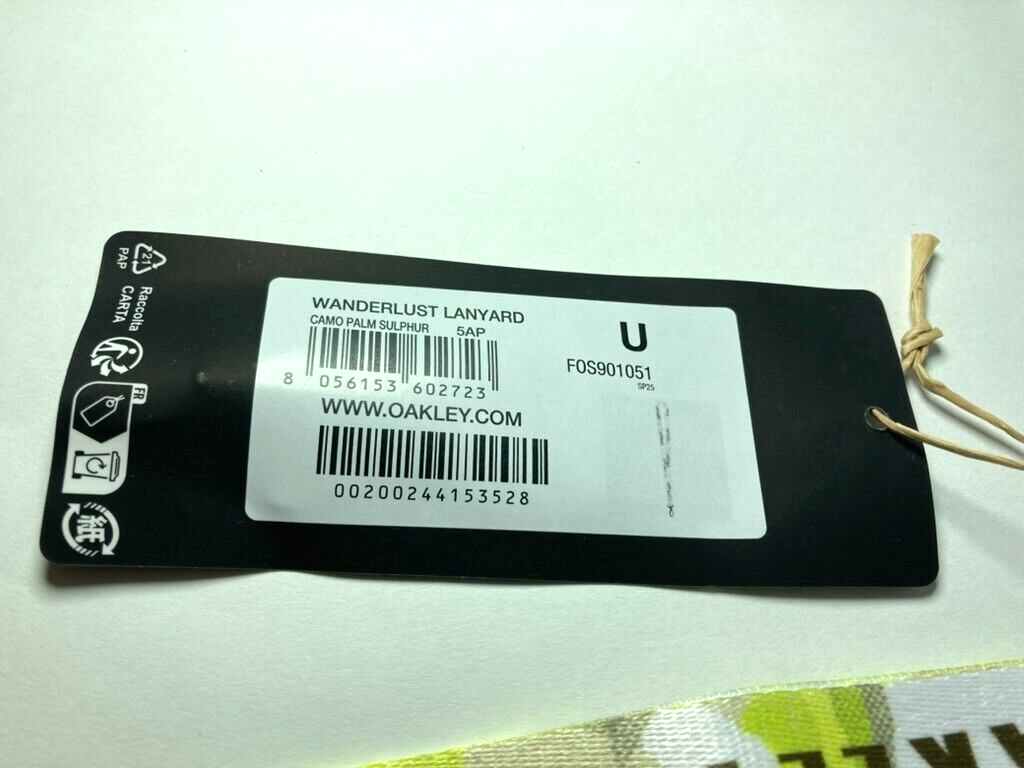 WANDERLUST LANYARD
CAMO PALM SULPHUR 5AP
8 056153 602723
WWW.OAKLEY.COM
00200244153528
U
FOS901051
SP25
21
PAP
Raccolta
CARTA
FR
紙